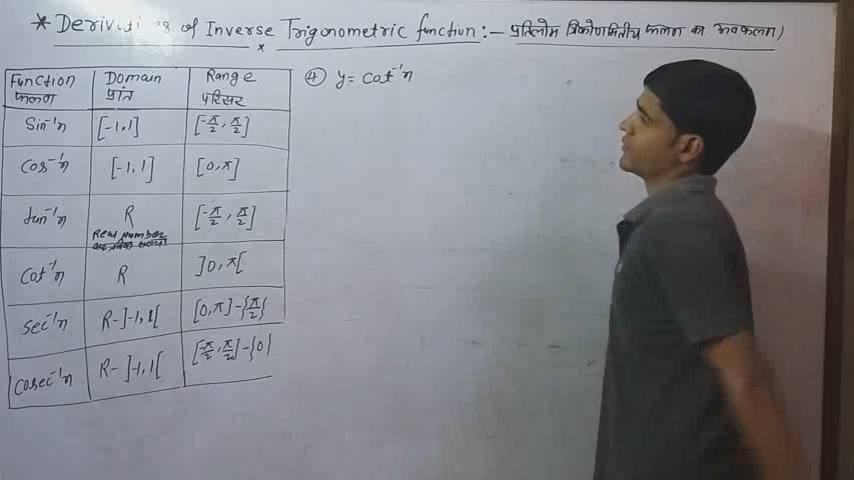 * Derivati s of Inverse Trigonometric function :- प्रतिलोम त्रिकोणमितीय फलन का अवकलन)
Function Domain Range
फलन प्रांत परिसर
Sin⁻¹x [-1,1] [-π/2, π/2]
Cos⁻¹x [-1,1] [0,π]
tan⁻¹x R [-π/2, π/2]
Real number
Cot⁻¹x R ]0,π[
sec⁻¹x R-]-1,1[ [0,π]-{π/2}
Cosec⁻¹x R-]-1,1[ [-π/2, π/2]-{0}
④ y= Cot⁻¹x